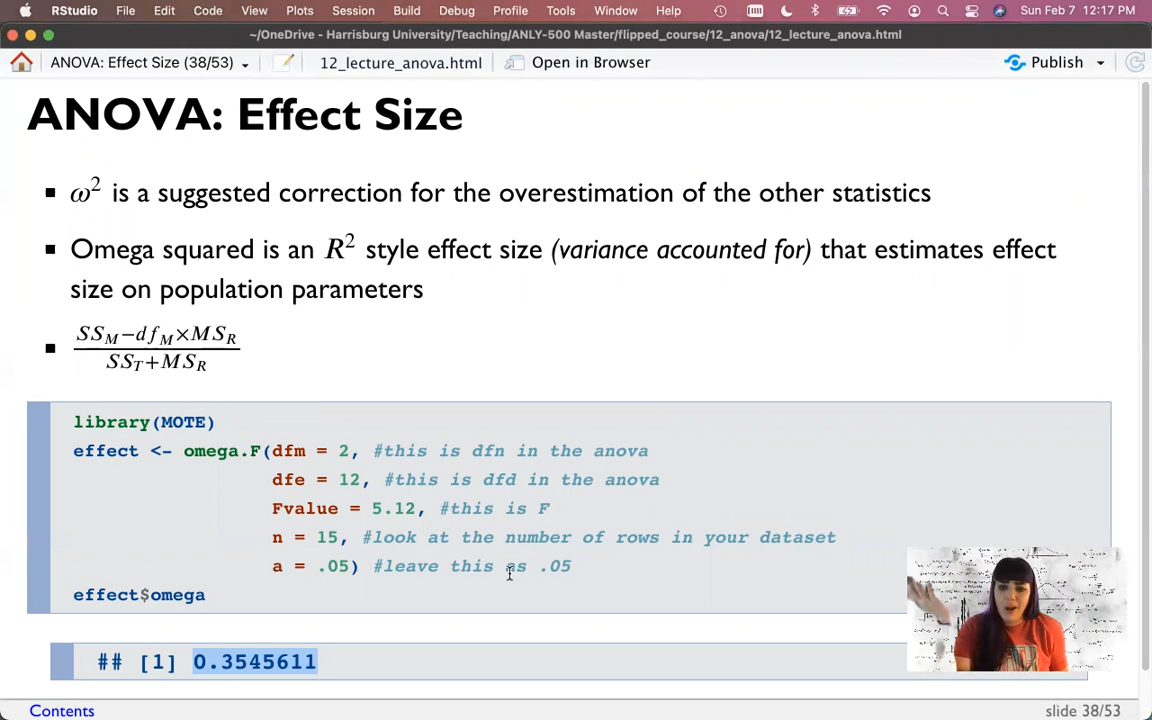 RStudio File Edit Code View Plots Session Build Debug Profile Tools Window Help Sun Feb 7 12:17 PM
~/OneDrive - Harrisburg University/Teaching/ANLY-500 Master/flipped_course/12_anova/12_lecture_anova.html
ANOVA: Effect Size (38/53) 12_lecture_anova.html Open in Browser Publish
ANOVA: Effect Size
ω² is a suggested correction for the overestimation of the other statistics
Omega squared is an R² style effect size (variance accounted for) that estimates effect
size on population parameters
SS_M−df_M×MS_R
SS_T+MS_R
library(MOTE)
effect <- omega.F(dfm = 2, #this is dfn in the anova
dfe = 12, #this is dfd in the anova
Fvalue = 5.12, #this is F
n = 15, #look at the number of rows in your dataset
a = .05) #leave this as .05
effect$omega
## [1] 0.3545611
Contents slide 38/53